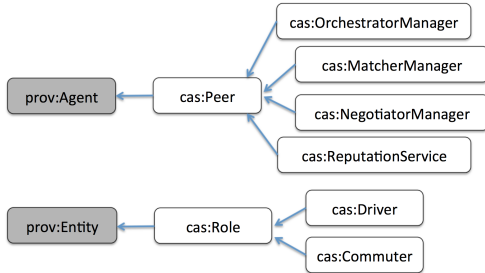 cas:OrchestratorManager
cas:MatcherManager
prov:Agent
cas:Peer
cas:NegotiatorManager
cas:ReputationService
prov:Entity
cas:Role
cas:Driver
cas:Commuter